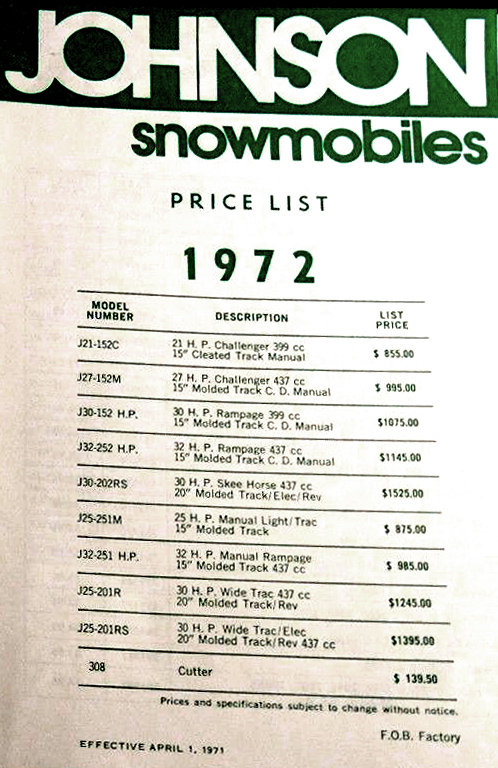 JOHNSON
snowmobiles
PRICE LIST
1972
MODEL NUMBER DESCRIPTION LIST PRICE
J21-152C 21 H. P. Challenger 399 cc
15" Cleated Track Manual $ 855.00
J27-152M 27 H. P. Challenger 437 cc
15" Molded Track C. D. Manual $ 995.00
J30-152 H.P. 30 H. P. Rampage 399 cc
15" Molded Track C. D. Manual $1075.00
J32-252 H.P. 32 H. P. Rampage 437 cc
15" Molded Track C. D. Manual $1145.00
J30-202RS 30 H. P. Skee Horse 437 cc
20" Molded Track/Elec/Rev $1525.00
J25-251M 25 H. P. Manual Light/Trac
15" Molded Track $ 875.00
J32-251 H.P. 32 H. P. Manual Rampage
15" Molded Track 437 cc $ 985.00
J25-201R 30 H. P. Wide Trac 437 cc
20" Molded Track/Rev $1245.00
J25-201RS 30 H. P. Wide Trac/Elec
20" Molded Track/Rev 437 cc $1395.00
308 Cutter $ 139.50
Prices and specifications subject to change without notice.
F.O.B. Factory
EFFECTIVE APRIL 1, 1971